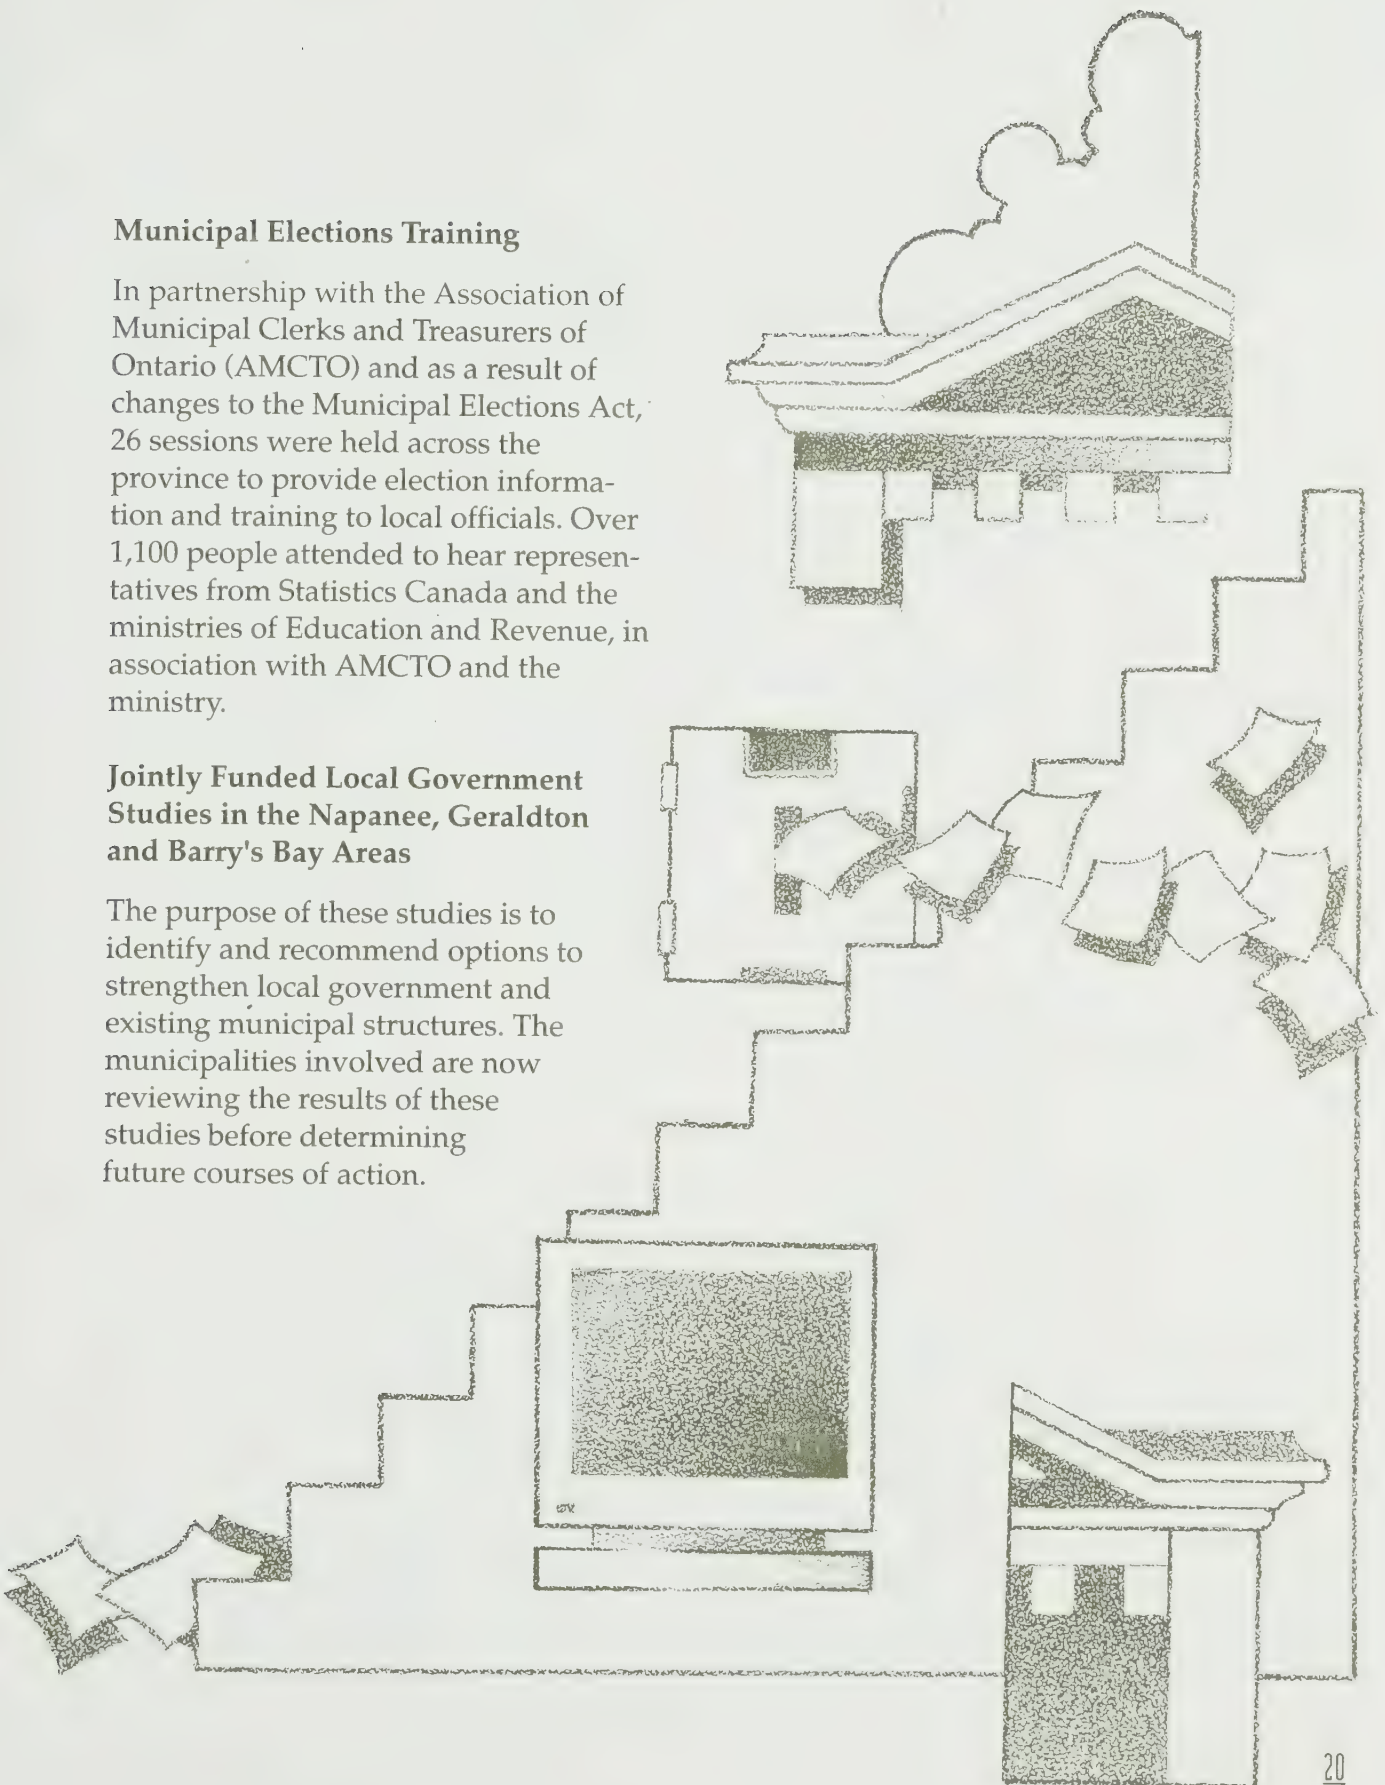 Municipal Elections Training
In partnership with the Association of
Municipal Clerks and Treasurers of
Ontario (AMCTO) and as a result of
changes to the Municipal Elections Act,
26 sessions were held across the
province to provide election informa-
tion and training to local officials. Over
1,100 people attended to hear represen-
tatives from Statistics Canada and the
ministries of Education and Revenue, in
association with AMCTO and the
ministry.
Jointly Funded Local Government
Studies in the Napanee, Geraldton
and Barry's Bay Areas
The purpose of these studies is to
identify and recommend options to
strengthen local government and
existing municipal structures. The
municipalities involved are now
reviewing the results of these
studies before determining
future courses of action.
20